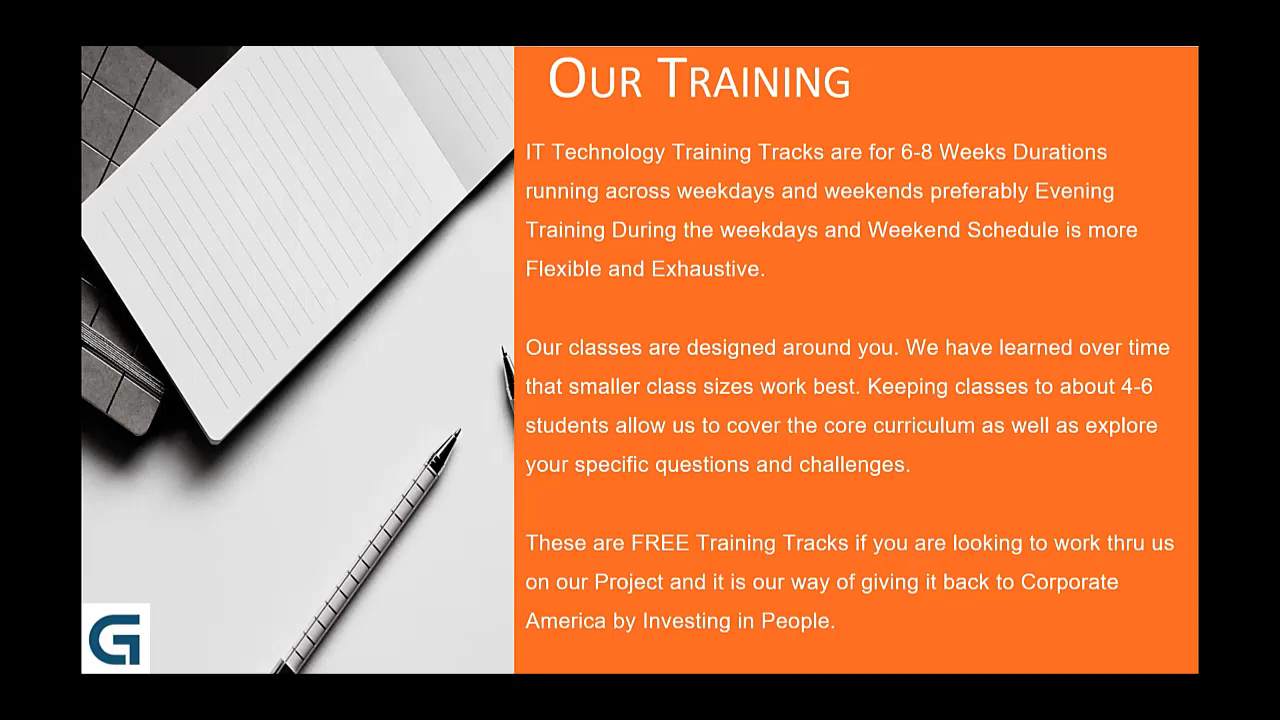 OUR TRAINING
IT Technology Training Tracks are for 6-8 Weeks Durations
running across weekdays and weekends preferably Evening
Training During the weekdays and Weekend Schedule is more
Flexible and Exhaustive.
Our classes are designed around you. We have learned over time
that smaller class sizes work best. Keeping classes to about 4-6
students allow us to cover the core curriculum as well as explore
your specific questions and challenges.
These are FREE Training Tracks if you are looking to work thru us
on our Project and it is our way of giving it back to Corporate
America by Investing in People.
G